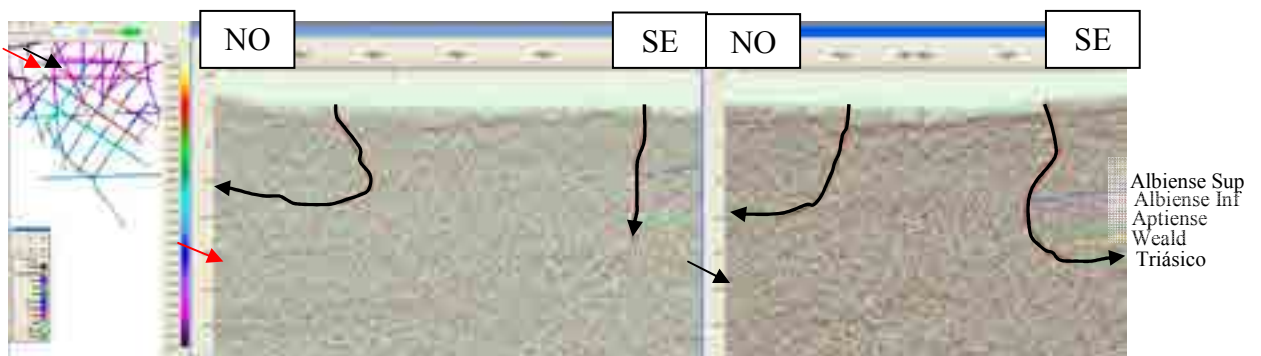 NO
SE
NO
SE
Albiense Sup
Albiense Inf
Aptiense
Weald
Triásico